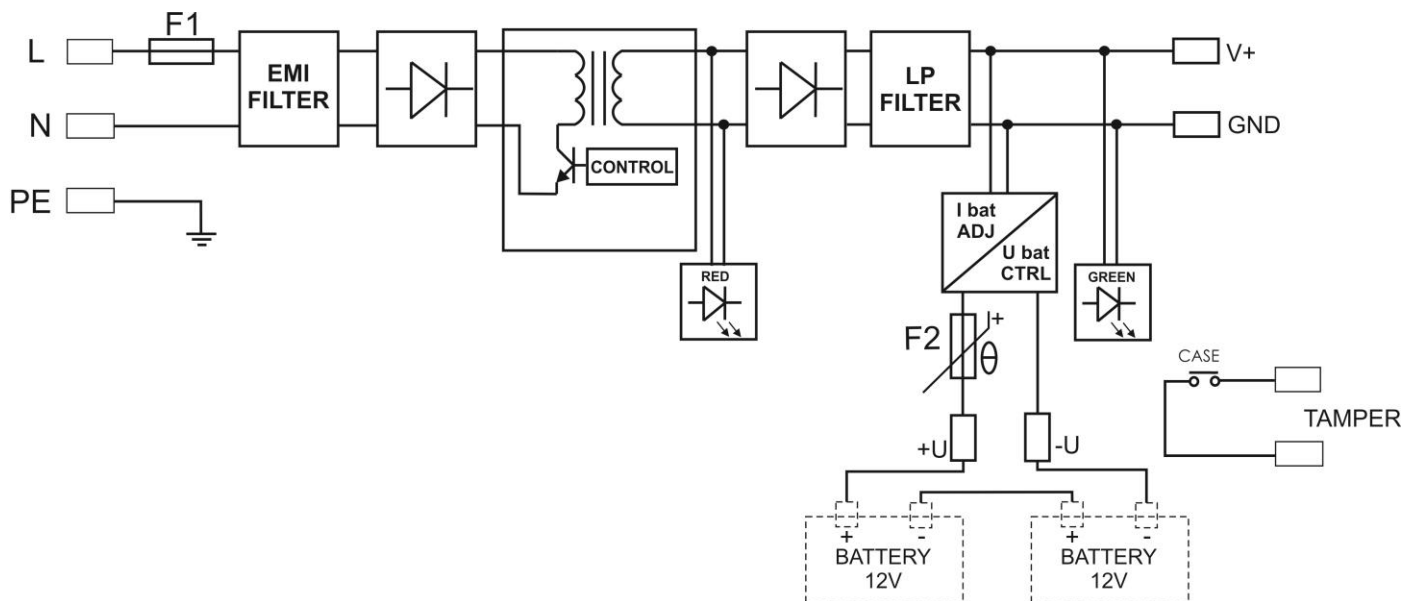 L
F1
EMI
FILTER
LP
FILTER
V+
N
GND
CONTROL
PE
I bat
ADJ
U bat
CTRL
RED
GREEN
F2
I+
θ
CASE
TAMPER
+U
-U
+ -
BATTERY
12V
+ -
BATTERY
12V